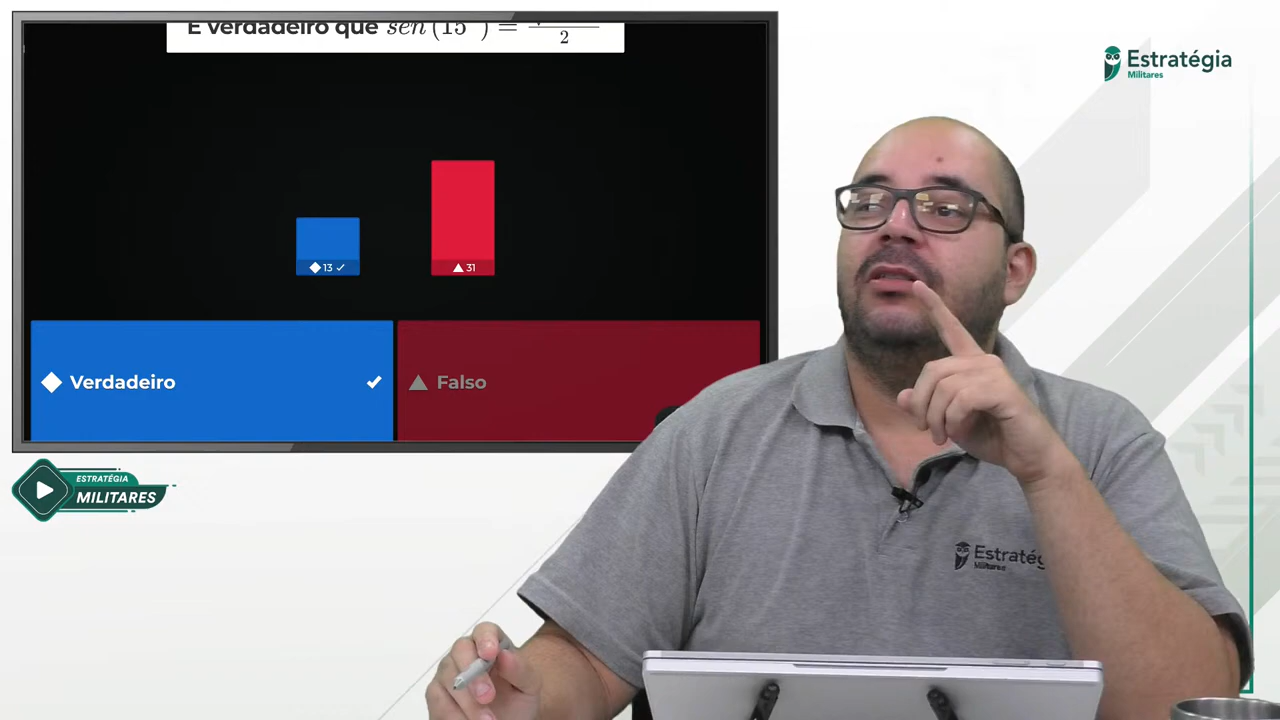 É verdadeiro que sen (15 ) =
2
13
31
Verdadeiro
Falso
Estratégia
Militares
ESTRATÉGIA
MILITARES
Estratég
Militares